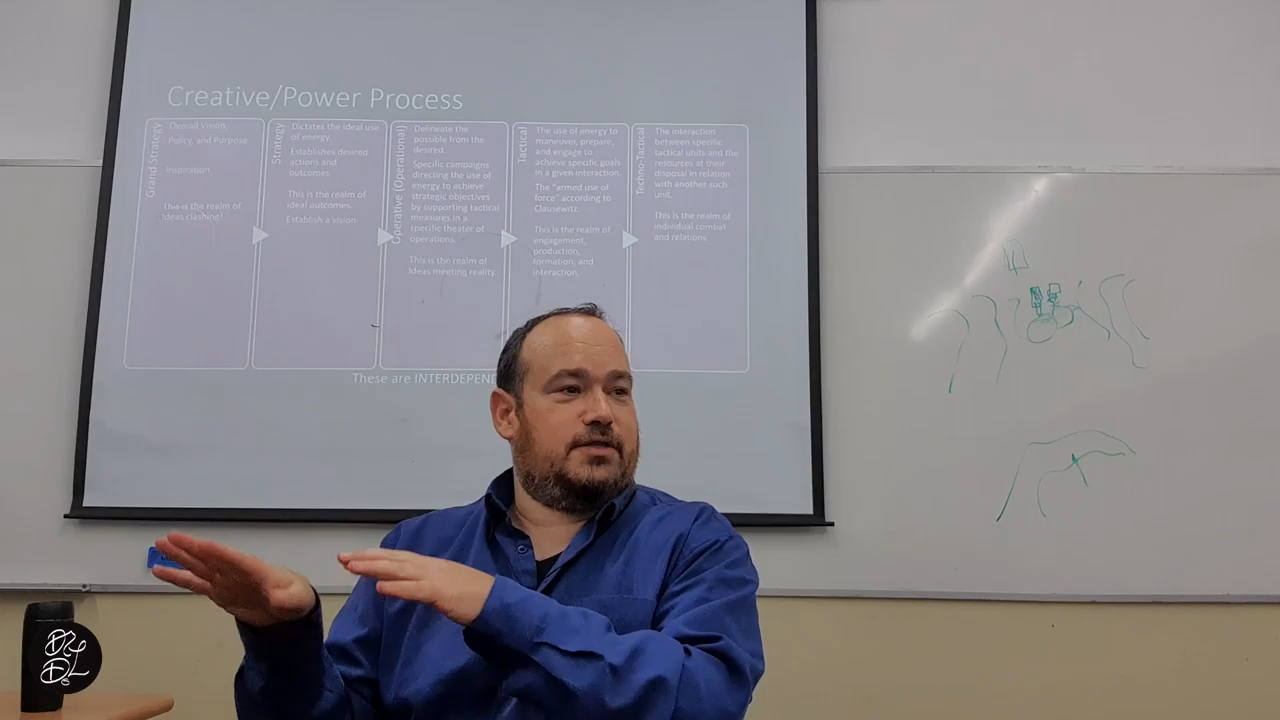 Creative/Power Process
Grand Strategy
Overall Vision,
Policy, and Purpose
Inspiration
This is the realm of
Ideas clashing!
Strategy
Dictates the ideal use
of energy.
Establishes desired
actions and
outcomes.
This is the realm of
ideal outcomes.
Establish a vision
Operative (Operational)
Delineate the
possible from the
desired.
Specific campaigns
directing the use of
energy to achieve
strategic objectives
by supporting tactical
measures in a
specific theater of
operations.
This is the realm of
Ideas meeting reality.
Tactical
The use of energy to
maneuver, prepare,
and engage to
achieve specific goals
in a given interaction.
The "armed use of
force" according to
Clausewitz.
This is the realm of
engagement,
production,
formation, and
interaction.
Techno-Tactical
The interaction
between specific
tactical units and the
resources at their
disposal in relation
with another such
unit.
This is the realm of
individual combat
and relations.
These are INTERDEPEND